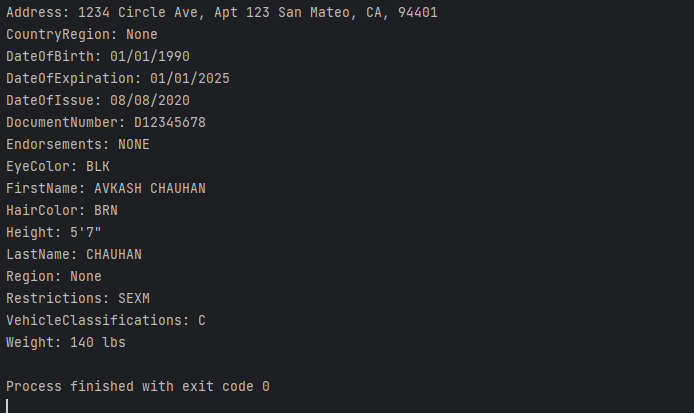 Address: 1234 Circle Ave, Apt 123 San Mateo, CA, 94401
CountryRegion: None
DateOfBirth: 01/01/1990
DateOfExpiration: 01/01/2025
DateOfIssue: 08/08/2020
DocumentNumber: D12345678
Endorsements: NONE
EyeColor: BLK
FirstName: AVKASH CHAUHAN
HairColor: BRN
Height: 5'7"
LastName: CHAUHAN
Region: None
Restrictions: SEXM
VehicleClassifications: C
Weight: 140 lbs
Process finished with exit code 0